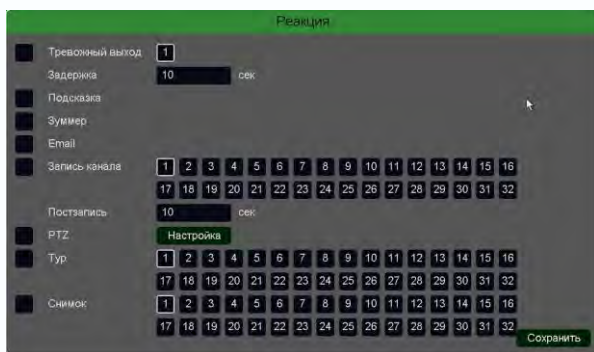 Реакция
Тревожный выход 1
Задержка 10 сек
Подсказка
Зуммер
Email
Запись канала 1 2 3 4 5 6 7 8 9 10 11 12 13 14 15 16
17 18 19 20 21 22 23 24 25 26 27 28 29 30 31 32
Постзапись 10 сек
PTZ Настройка
Тур 1 2 3 4 5 6 7 8 9 10 11 12 13 14 15 16
17 18 19 20 21 22 23 24 25 26 27 28 29 30 31 32
Снимок 1 2 3 4 5 6 7 8 9 10 11 12 13 14 15 16
17 18 19 20 21 22 23 24 25 26 27 28 29 30 31 32
Сохранить